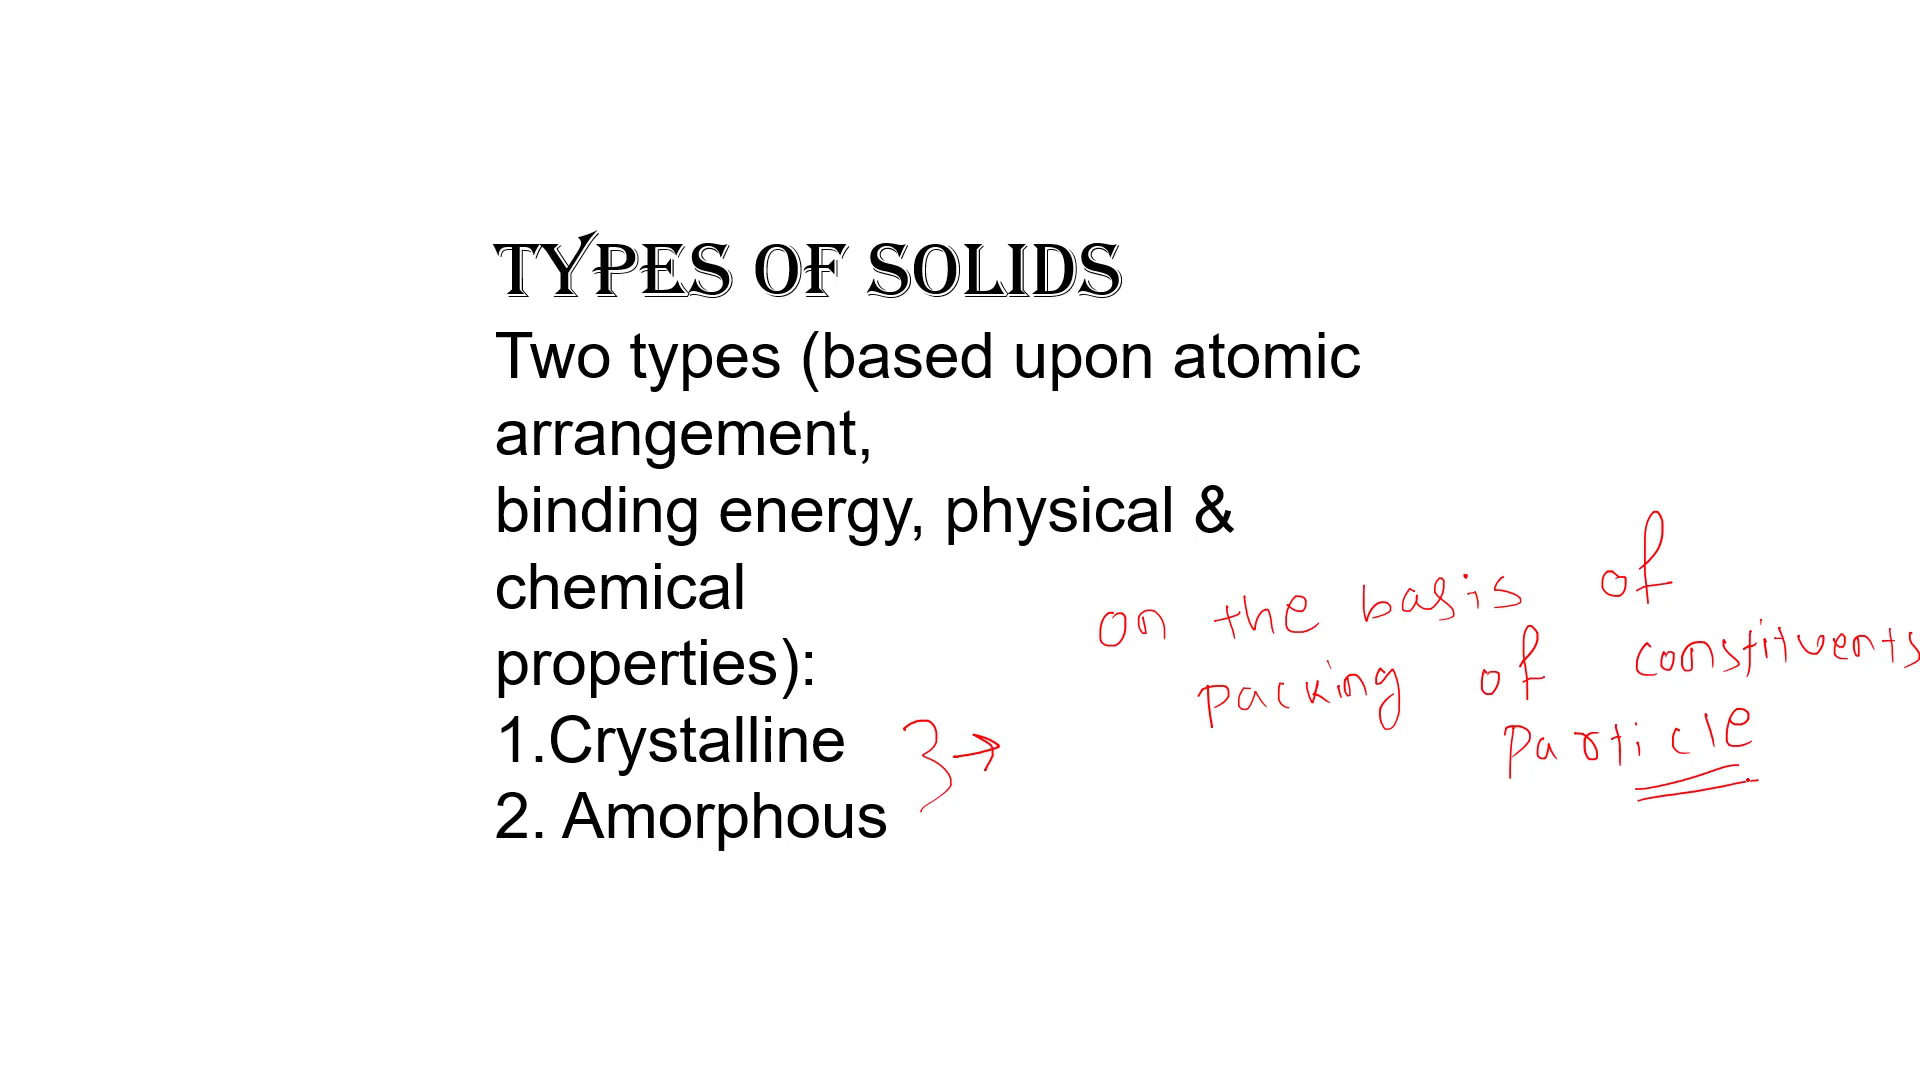 TYPES OF SOLIDS
Two types (based upon atomic
arrangement,
binding energy, physical &
chemical
properties):
1.Crystalline
2. Amorphous
on the basis of
packing of constituents
particle